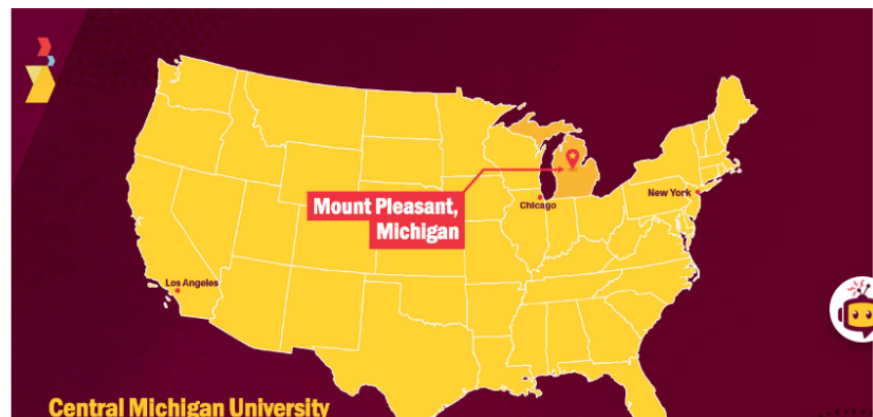 Mount Pleasant,
Michigan
Chicago
New York
Los Angeles
Central Michigan University